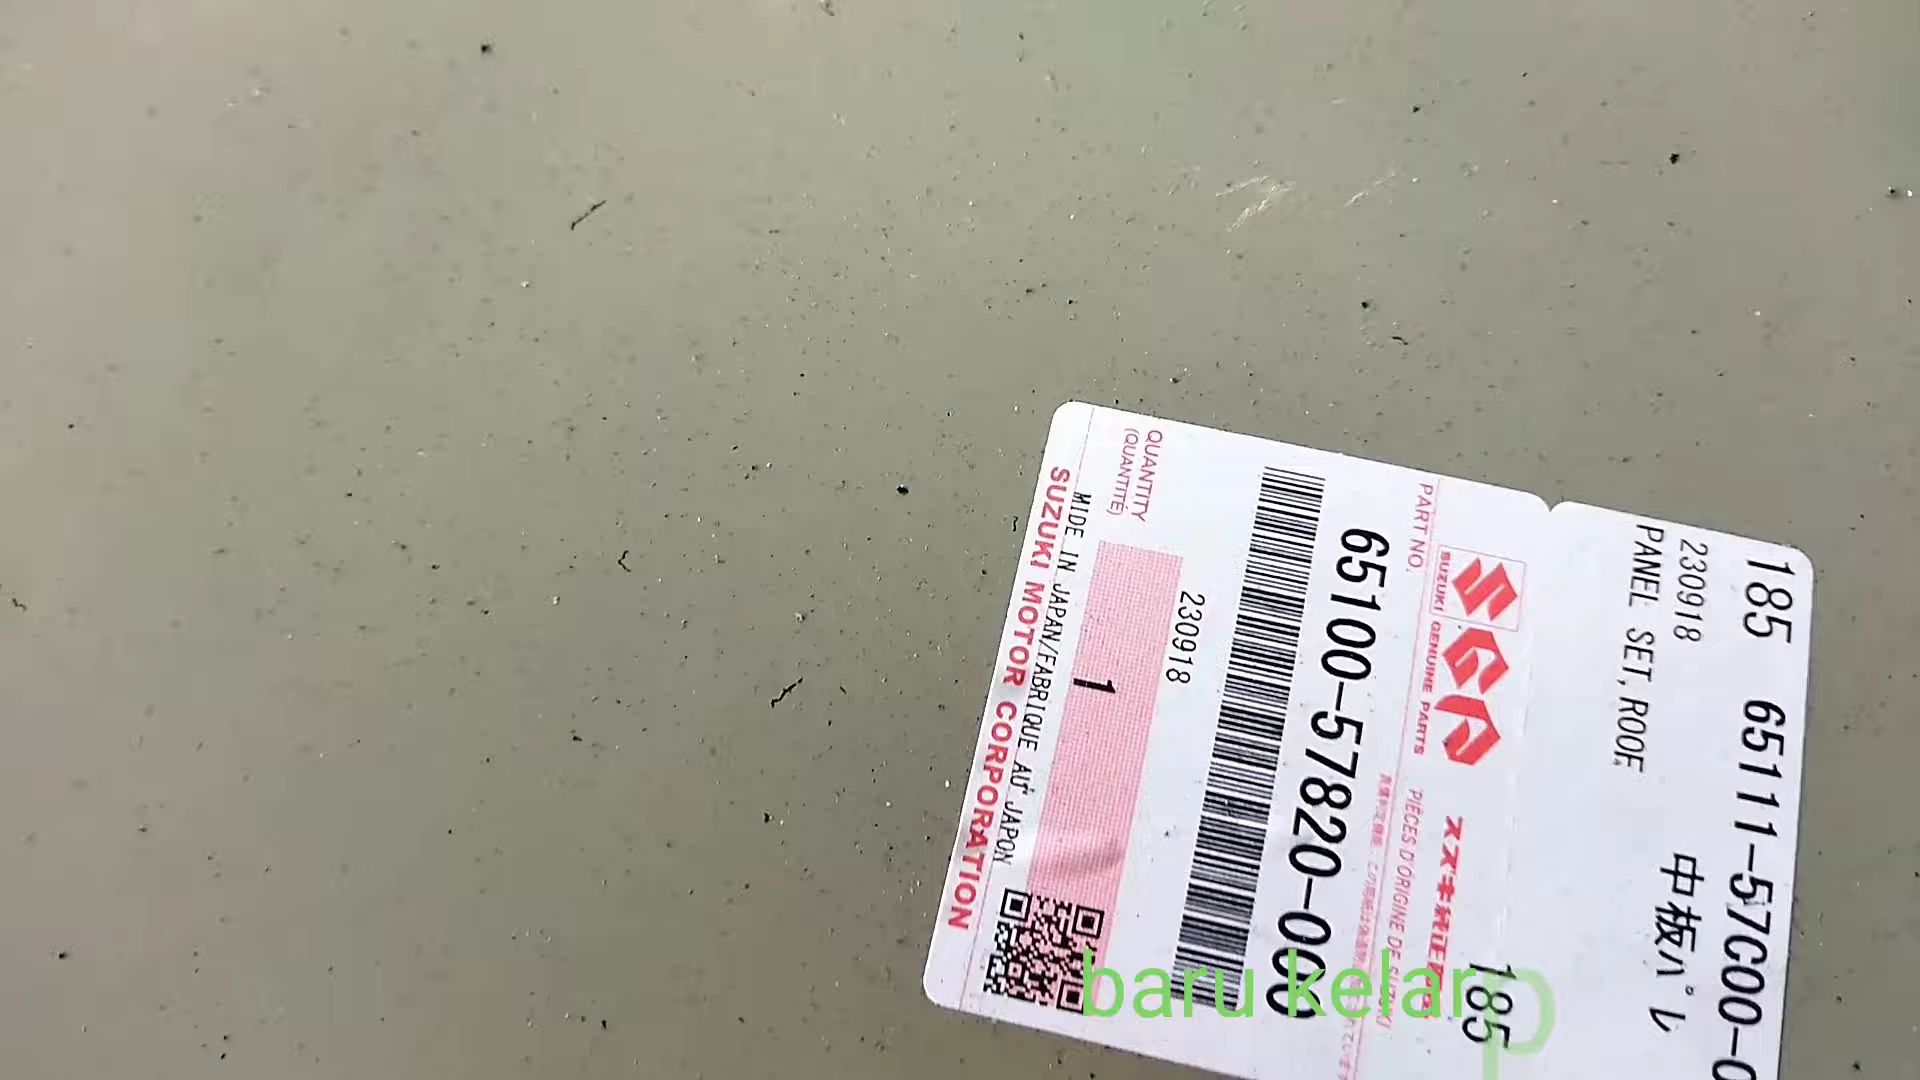 185 65111-57C00-0
230918
中板パレ
PANEL SET,ROOF
SUZUKI GENUINE PARTS
スズキ純正部品
185
PIÈCES D'ORIGINE DE SUZUKI
PART NO.
65100-57820-000
230918
QUANTITY
(QUANTITÉ)
1
MIDE IN JAPAN/FABRIQUE AU JAPON
SUZUKI MOTOR CORPORATION
baru kelar